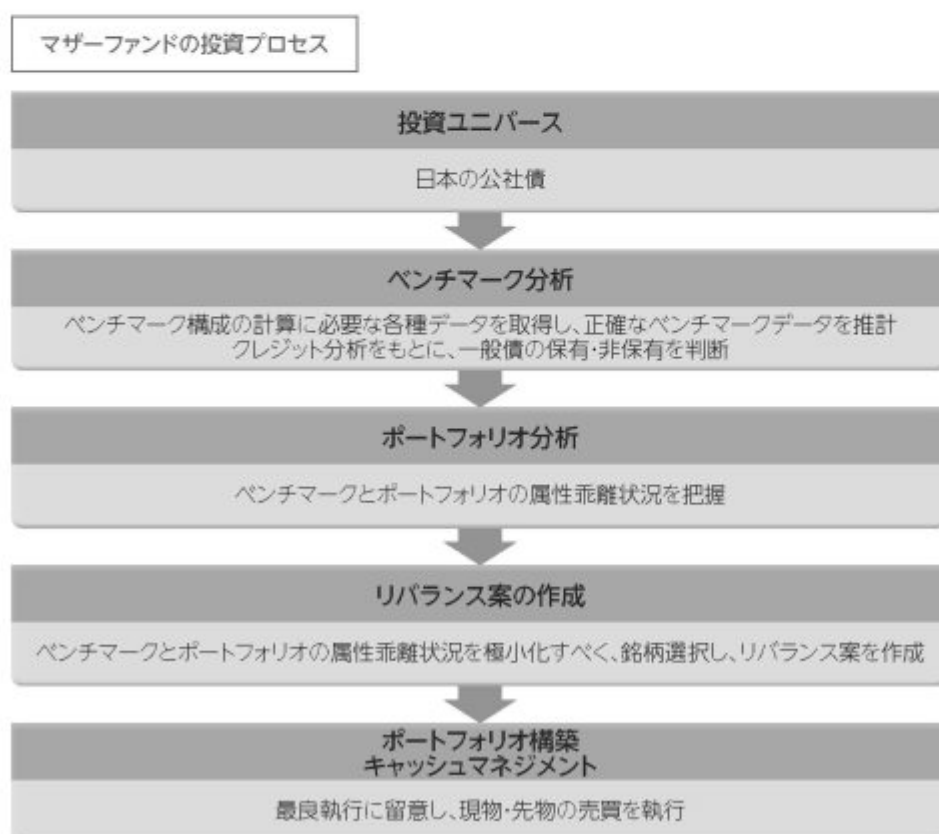 マザーファンドの投資プロセス
投資ユニバース
日本の公社債
ベンチマーク分析
ベンチマーク構成の計算に必要な各種データを取得し、正確なベンチマークデータを推計
クレジット分析をもとに、一般債の保有・非保有を判断
ポートフォリオ分析
ベンチマークとポートフォリオの属性乖離状況を把握
リバランス案の作成
ベンチマークとポートフォリオの属性乖離状況を極小化すべく、銘柄選択し、リバランス案を作成
ポートフォリオ構築
キャッシュマネジメント
最良執行に留意し、現物・先物の売買を執行